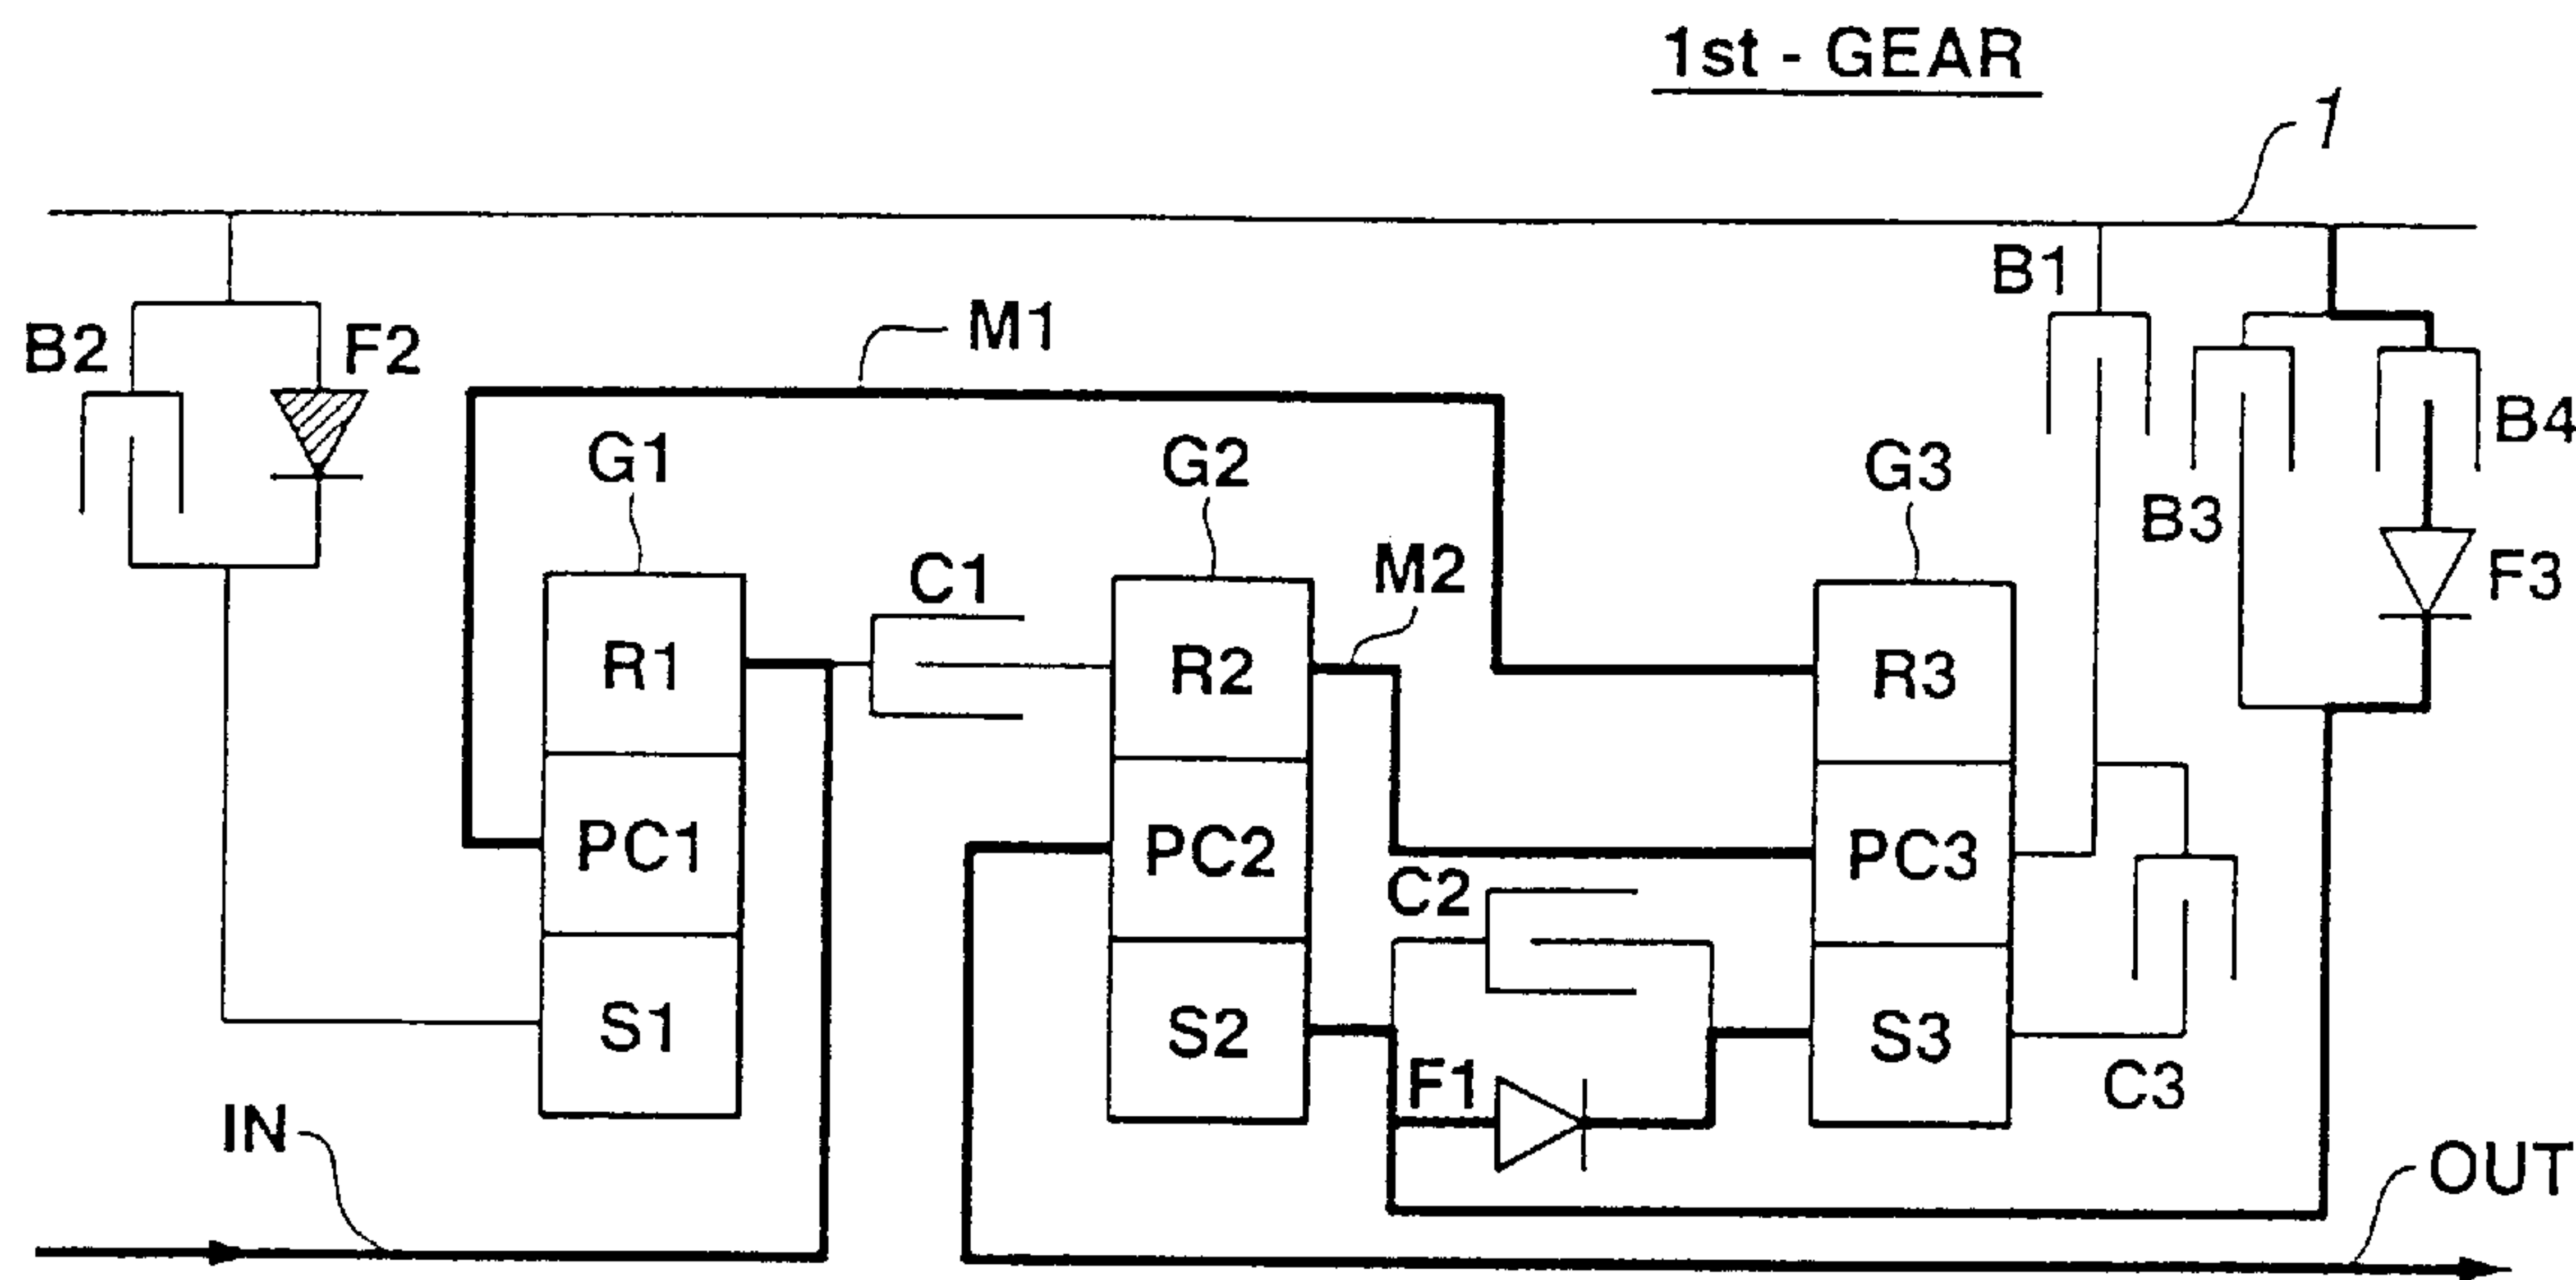 1st - GEAR
1
B1
B2
F2
M1
B4
G1
G2
G3
B3
C1
M2
F3
R1
R2
R3
PC1
PC2
PC3
C2
S1
S2
S3
F1
C3
IN
OUT